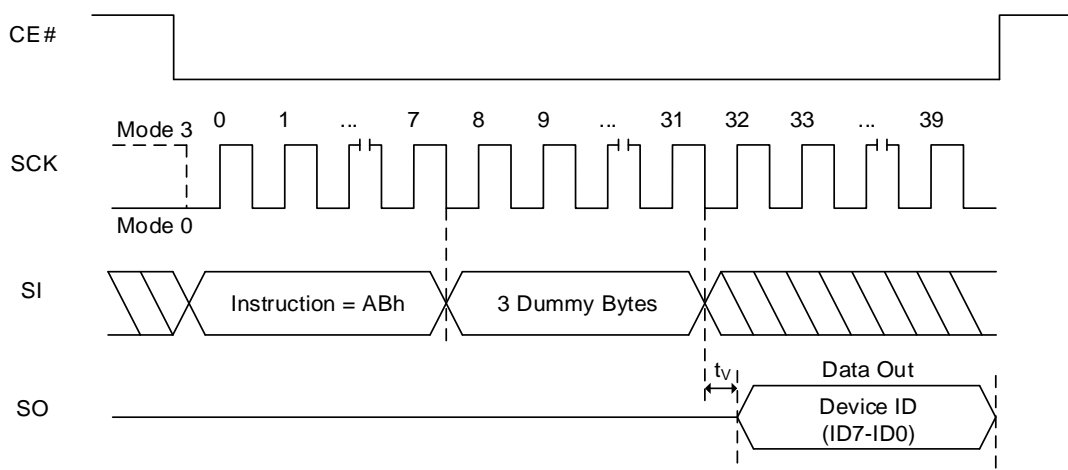 CE#
Mode 3
0 1 ... 7 8 9 ... 31 32 33 ... 39
SCK
Mode 0
SI
Instruction = ABh
3 Dummy Bytes
tV
Data Out
SO
Device ID
(ID7-ID0)